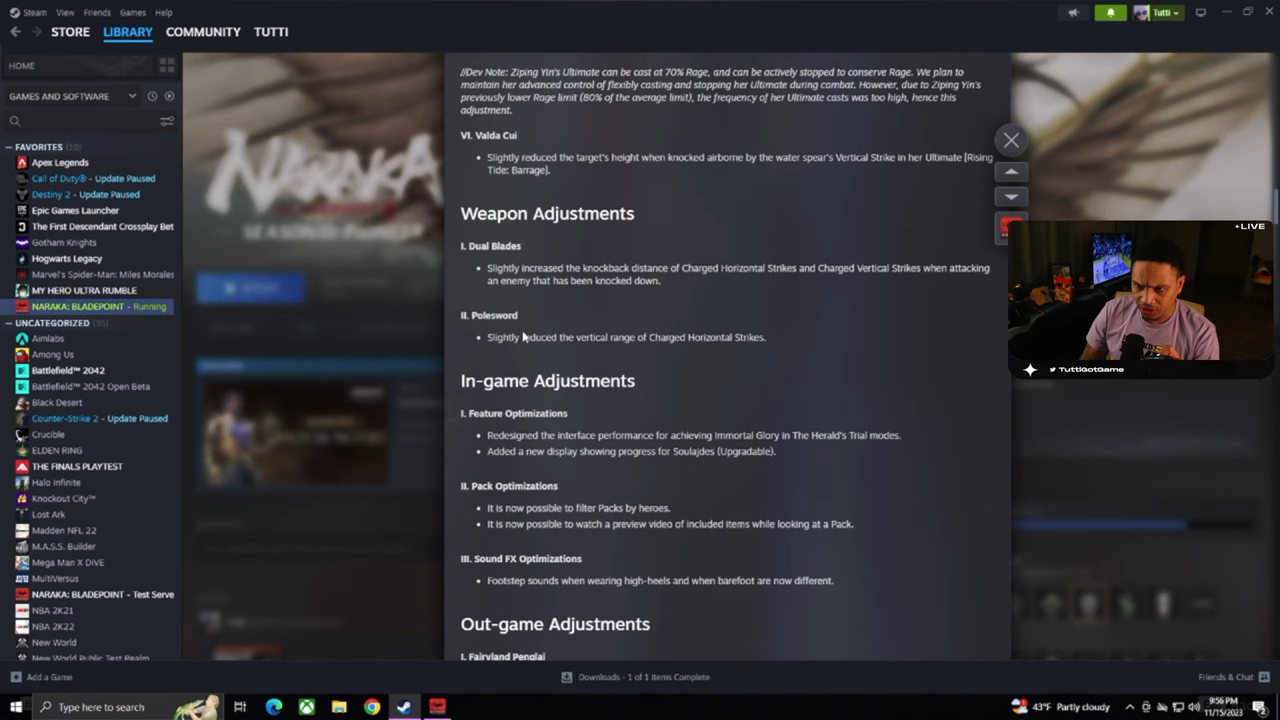 Steam View Friends Games Help
Tutti
STORE LIBRARY COMMUNITY TUTTI
HOME
GAMES AND SOFTWARE
FAVORITES
Apex Legends
Call of Duty® - Update Paused
Destiny 2 - Update Paused
Epic Games Launcher
The First Descendant Crossplay Bet
Gotham Knights
Hogwarts Legacy
Marvel's Spider-Man: Miles Morales
MY HERO ULTRA RUMBLE
NARAKA: BLADEPOINT - Running
UNCATEGORIZED
Aimlabs
Among Us
Battlefield™ 2042
Battlefield™ 2042 Open Beta
Black Desert
Counter-Strike 2 - Update Paused
Crucible
ELDEN RING
THE FINALS PLAYTEST
Halo Infinite
Knockout City™
Lost Ark
Madden NFL 22
M.A.S.S. Builder
Mega Man X DiVE
MultiVersus
NARAKA: BLADEPOINT - Test Serve
NBA 2K21
NBA 2K22
New World
New World Public Test Realm
NARAKA
//Dev Note: Ziping Yin's Ultimate can be cast at 70% Rage, and can be actively stopped to conserve Rage. We plan to
maintain her advanced control of flexibly casting and stopping her Ultimate during combat. However, due to Ziping Yin's
previously lower Rage limit (80% of the average limit), the frequency of her Ultimate casts was too high, hence this
adjustment.
VI. Valda Cui
• Slightly reduced the target's height when knocked airborne by the water spear's Vertical Strike in her Ultimate [Rising
Tide: Barrage].
Weapon Adjustments
I. Dual Blades
• Slightly increased the knockback distance of Charged Horizontal Strikes and Charged Vertical Strikes when attacking
an enemy that has been knocked down.
II. Polesword
• Slightly reduced the vertical range of Charged Horizontal Strikes.
In-game Adjustments
I. Feature Optimizations
• Redesigned the interface performance for achieving Immortal Glory in The Herald's Trial modes.
• Added a new display showing progress for Souljades (Upgradable).
II. Pack Optimizations
• It is now possible to filter Packs by heroes.
• It is now possible to watch a preview video of included items while looking at a Pack.
III. Sound FX Optimizations
• Footstep sounds when wearing high-heels and when barefoot are now different.
Out-game Adjustments
I. Fairyland Penglai
LIVE
TuttiGotGame
Add a Game
Downloads - 1 of 1 Items Complete
Friends & Chat
Type here to search
43°F Partly cloudy
9:56 PM
11/15/2023